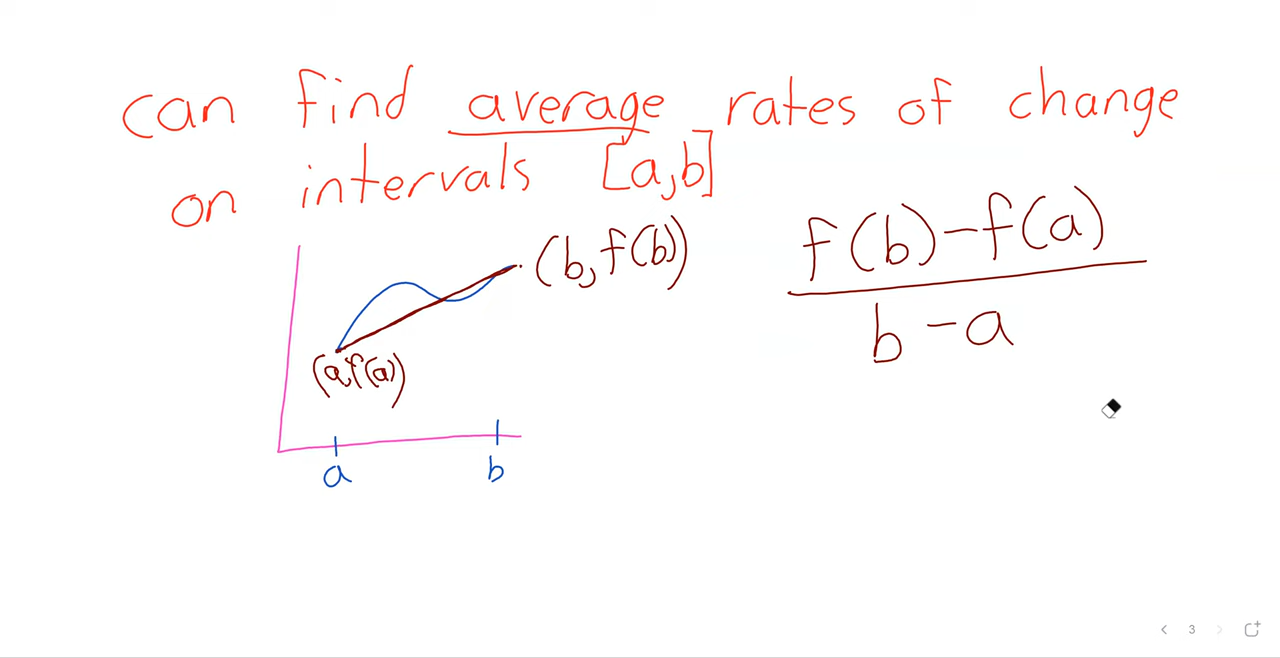 can find average rates of change
on intervals [a,b]
(b, f(b))
f(b)-f(a)
b-a
(a,f(a))
a
b
3